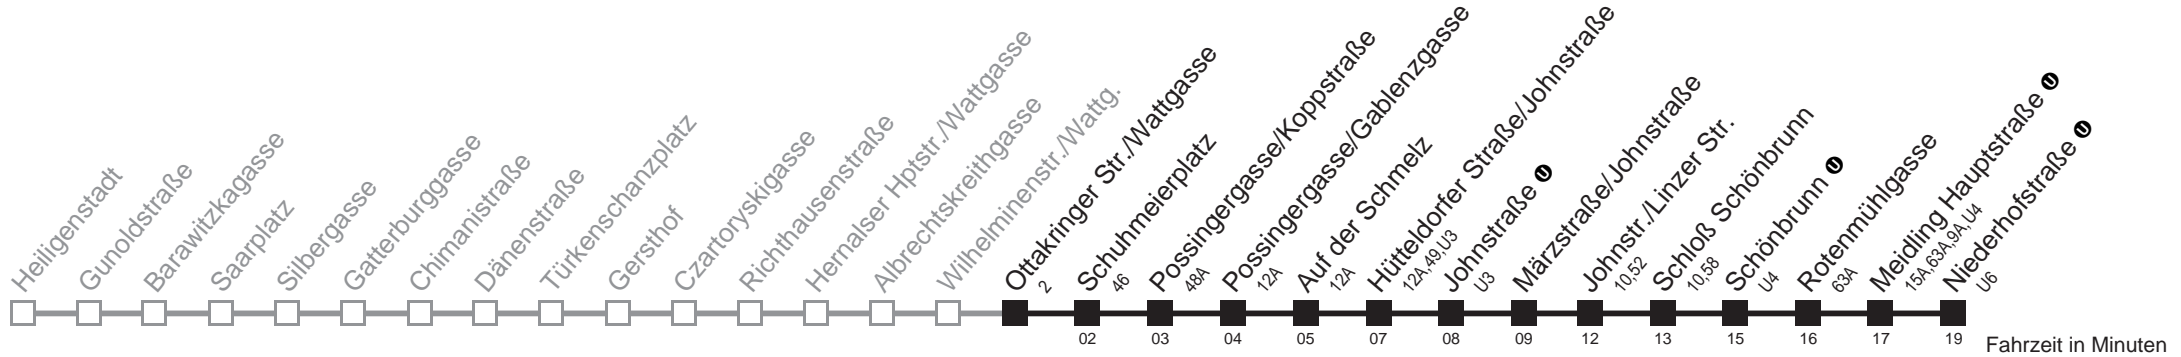 Heiligenstadt
Gunoldstraße
Barawitzkagasse
Saarplatz
Silbergasse
Gatterburggasse
Chimanistraße
Dänenstraße
Türkenschanzplatz
Gersthof
Czartoryskigasse
Richthausenstraße
Hernalser Hptstr./Wattgasse
Albrechtskreithgasse
Wilhelminenstr./Wattg.
Ottakringer Str./Wattgasse
2
Schuhmeierplatz
46
02
Possingergasse/Koppstraße
48A
03
Possingergasse/Gablenzgasse
12A
04
Auf der Schmelz
12A
05
Hütteldorfer Straße/Johnstraße
12A,49,U3
07
Johnstraße U
U3
08
Märzstraße/Johnstraße
09
Johnstr./Linzer Str.
10,52
12
Schloß Schönbrunn
10,58
13
Schönbrunn U
U4
15
Rotenmühlgasse
63A
16
Meidling Hauptstraße U
15A,63A,9A,U4
17
Niederhofstraße U
U6
19
Fahrzeit in Minuten